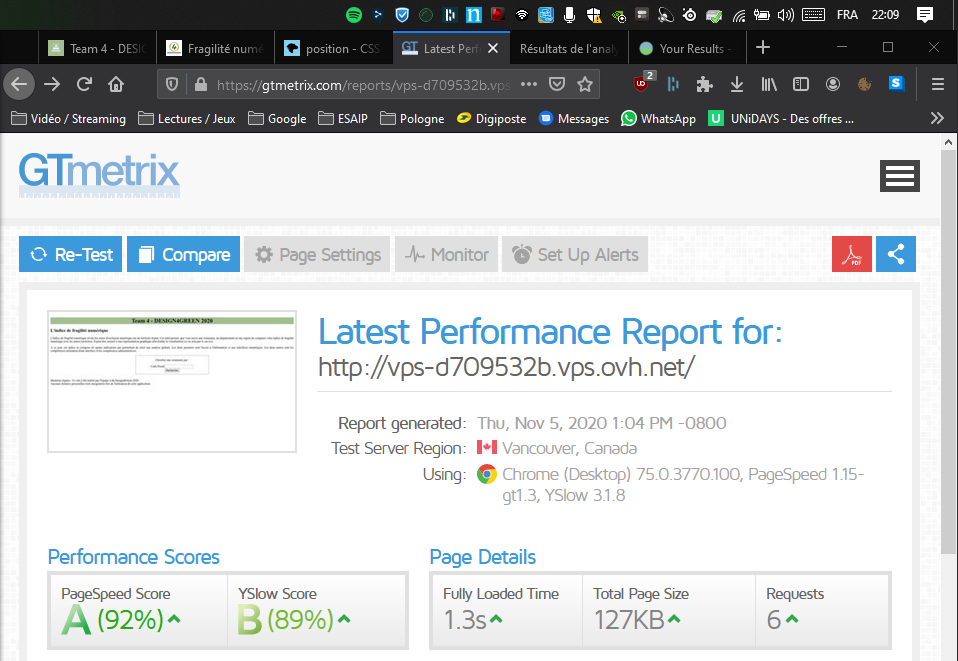 FRA 22:09
Team 4 - DESI
Fragilité numé
position - CSS
GT Latest Perf
Résultats de l'analy
Your Results -
https://gtmetrix.com/reports/vps-d709532b.vps.
2
Vidéo / Streaming
Lectures / Jeux
Google
ESAIP
Pologne
Digiposte
Messages
WhatsApp
UNiDAYS - Des offres ...
GTmetrix
Re-Test
Compare
Page Settings
Monitor
Set Up Alerts
PDF
Team 4 - DESIGN4GREEN 2020
L'indice de fragilité numérique
Latest Performance Report for:
http://vps-d709532b.vps.ovh.net/
Report generated: Thu, Nov 5, 2020 1:04 PM -0800
Test Server Region: Vancouver, Canada
Using: Chrome (Desktop) 75.0.3770.100, PageSpeed 1.15-
gt1.3, YSlow 3.1.8
Performance Scores
PageSpeed Score
A (92%)
YSlow Score
B (89%)
Page Details
Fully Loaded Time
1.3s
Total Page Size
127KB
Requests
6